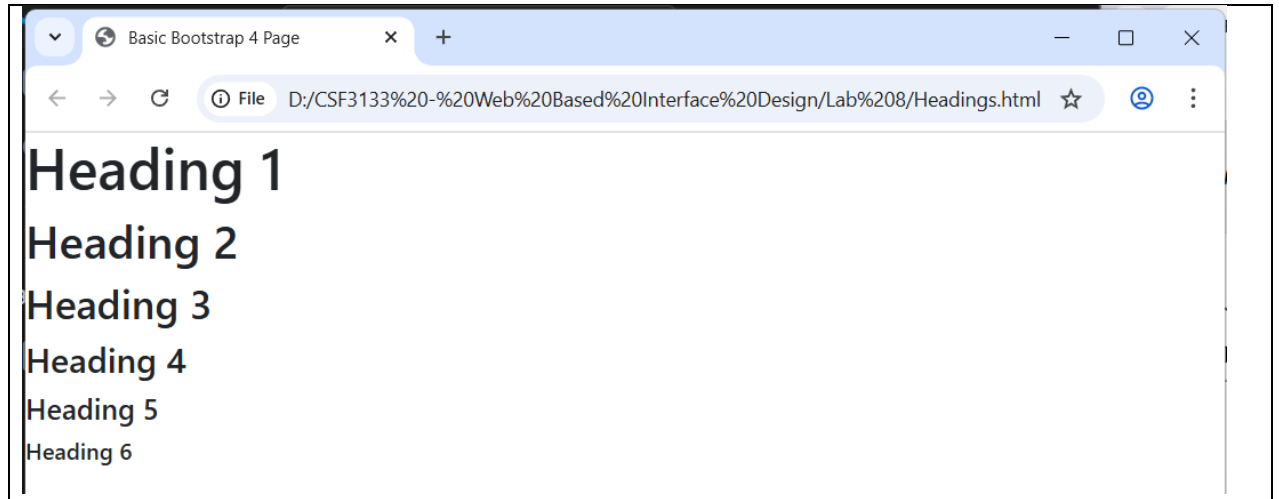 Basic Bootstrap 4 Page
File D:/CSF3133%20-%20Web%20Based%20Interface%20Design/Lab%208/Headings.html
Heading 1
Heading 2
Heading 3
Heading 4
Heading 5
Heading 6